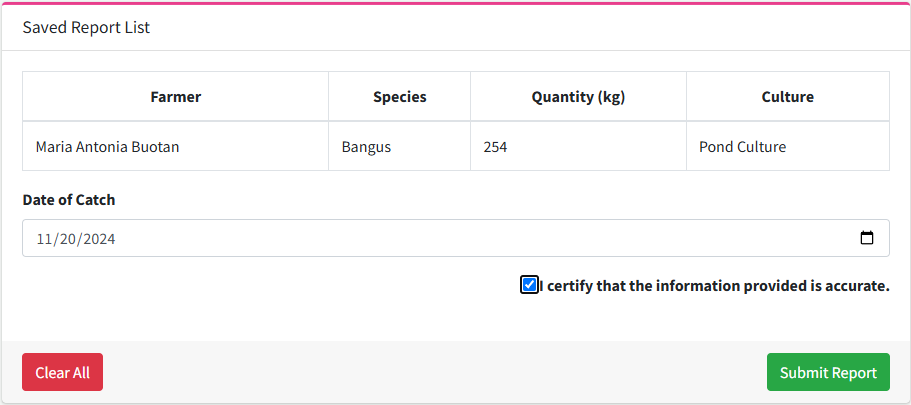 Saved Report List
Farmer Species Quantity (kg) Culture
Maria Antonia Buotan Bangus 254 Pond Culture
Date of Catch
11/20/2024
I certify that the information provided is accurate.
Clear All Submit Report